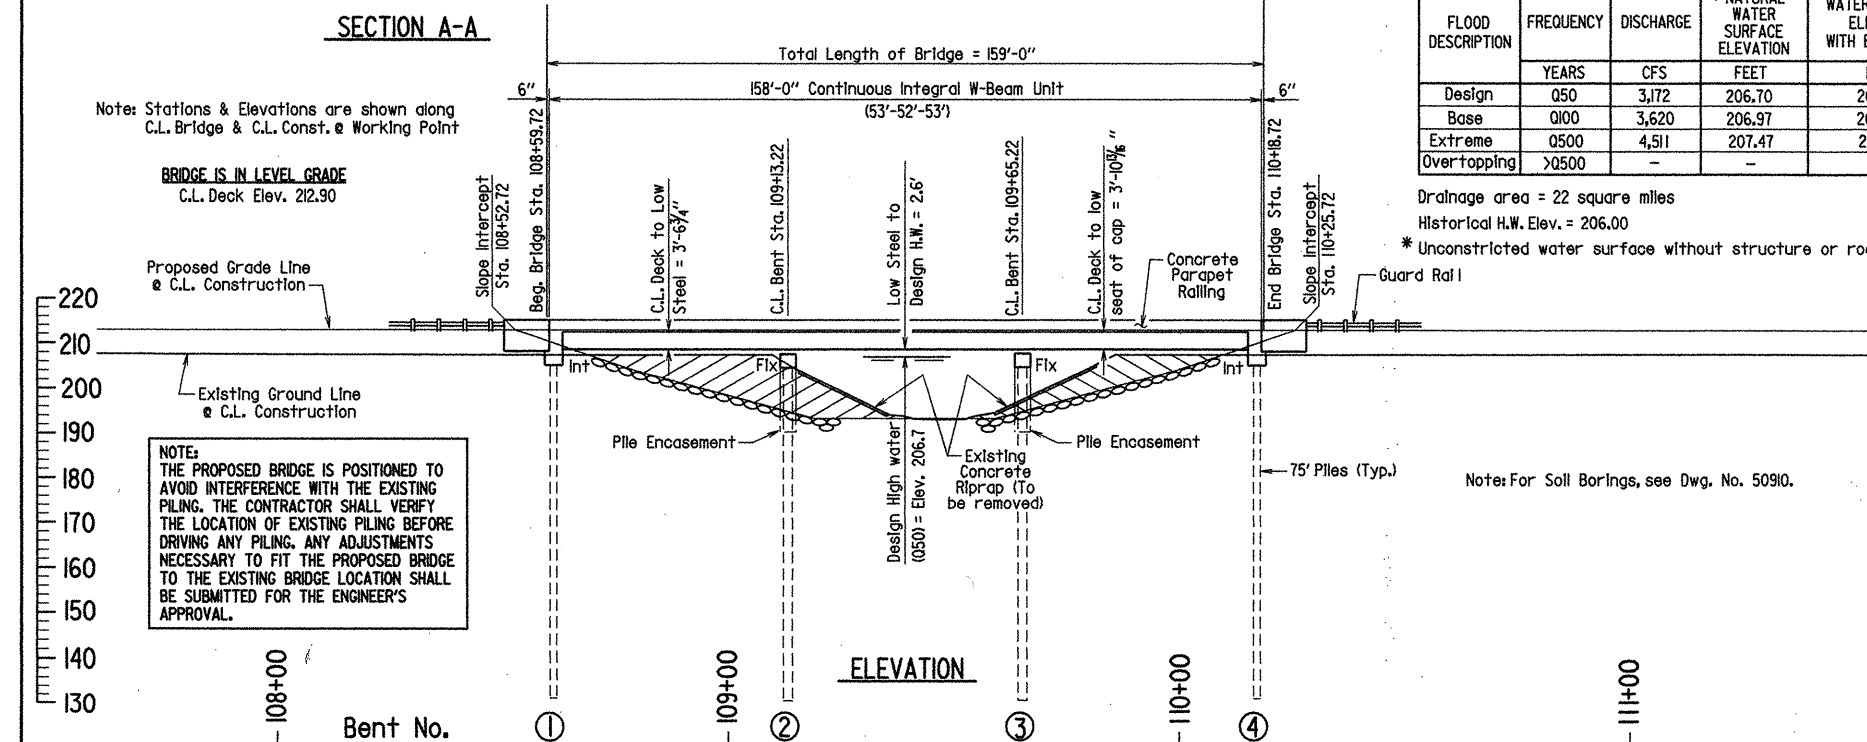 SECTION A-A
Total Length of Bridge = 159'-0"
6"
158'-0" Continuous Integral W-Beam Unit
6"
(53'-52'-53')
Note: Stations & Elevations are shown along
C.L. Bridge & C.L. Const. @ Working Point
BRIDGE IS IN LEVEL GRADE
C.L. Deck Elev. 212.90
Slope Intercept
Sta. 108+52.72
Beg. Bridge Sta. 108+59.72
C.L. Deck to Low
Steel = 3'-6¾"
C.L. Bent Sta. 109+13.22
Low Steel to
Design H.W. = 2.6'
C.L. Bent Sta. 109+65.22
C.L. Deck to low
seat of cap = 3'-10
End Bridge Sta. 110+18.72
Slope Intercept
Sta. 110+25.72
Concrete
Parapet
Railing
Guard Rail
Proposed Grade Line
@ C.L. Construction
Existing Ground Line
@ C.L. Construction
FLOOD
DESCRIPTION
FREQUENCY
DISCHARGE
NATURAL
WATER
SURFACE
ELEVATION
WATER
WITH
YEARS
CFS
FEET
Design Q50 3,172 206.70
Base Q100 3,620 206.97
Extreme Q500 4,511 207.47
Overtopping >Q500 - -
Drainage area = 22 square miles
Historical H.W. Elev. = 206.00
* Unconstricted water surface without structure or
220
210
200
190
180
170
160
150
140
130
Int
Fix
Fix
Int
Pile Encasement
Design High water
(Q50) = Elev. 206.7
Existing
Concrete
Riprap (To
be removed)
Pile Encasement
75' Piles (Typ.)
Note: For Soil Borings, see Dwg. No. 50910.
NOTE:
THE PROPOSED BRIDGE IS POSITIONED TO
AVOID INTERFERENCE WITH THE EXISTING
PILING. THE CONTRACTOR SHALL VERIFY
THE LOCATION OF EXISTING PILING BEFORE
DRIVING ANY PILING. ANY ADJUSTMENTS
NECESSARY TO FIT THE PROPOSED BRIDGE
TO THE EXISTING BRIDGE LOCATION SHALL
BE SUBMITTED FOR THE ENGINEER'S
APPROVAL.
ELEVATION
108+00
109+00
110+00
111+00
Bent No.
1
2
3
4